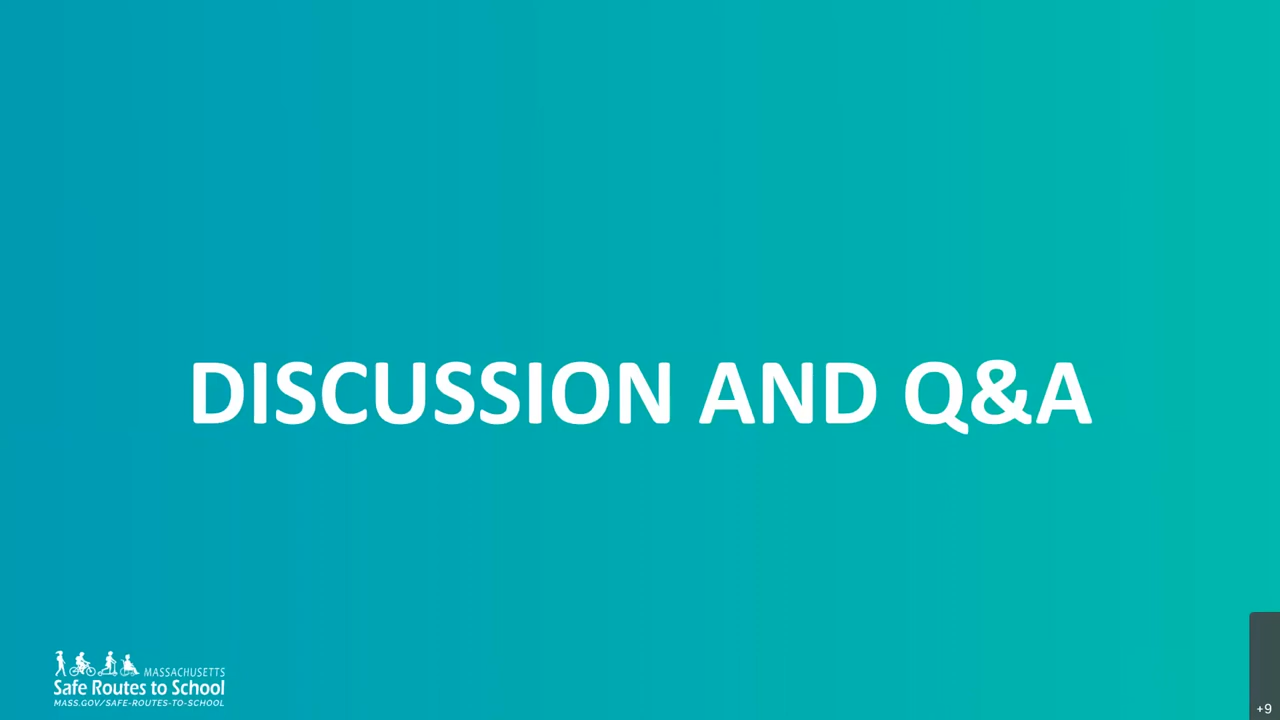 DISCUSSION AND Q&A
MASSACHUSETTS
Safe Routes to School
MASS.GOV/SAFE-ROUTES-TO-SCHOOL
+9